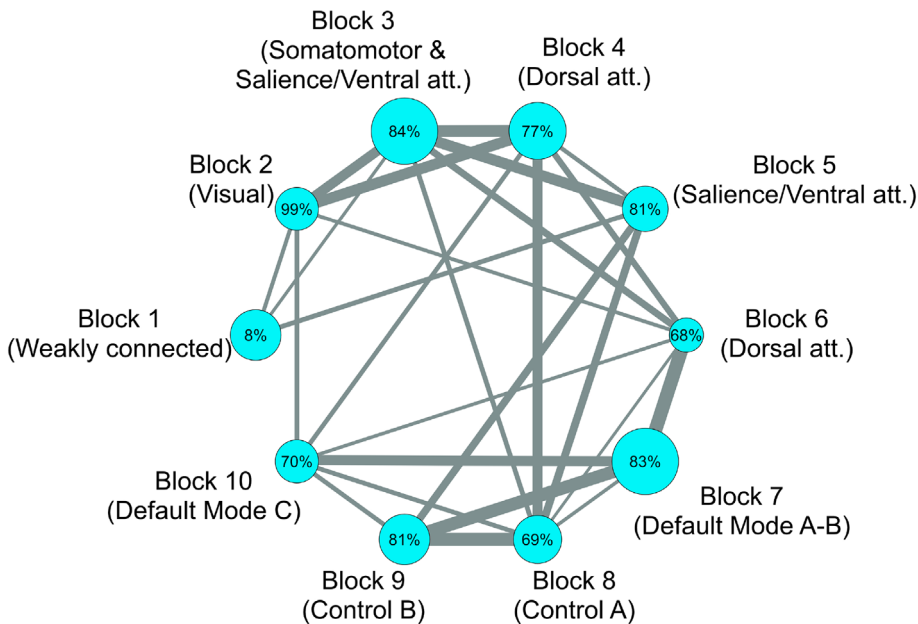 Block 3
(Somatomotor &
Salience/Ventral att.)
84%
Block 4
(Dorsal att.)
77%
Block 2
(Visual)
99%
Block 5
(Salience/Ventral att.)
81%
Block 1
(Weakly connected)
8%
Block 6
(Dorsal att.)
68%
Block 10
(Default Mode C)
70%
Block 7
(Default Mode A-B)
83%
Block 9
(Control B)
81%
Block 8
(Control A)
69%